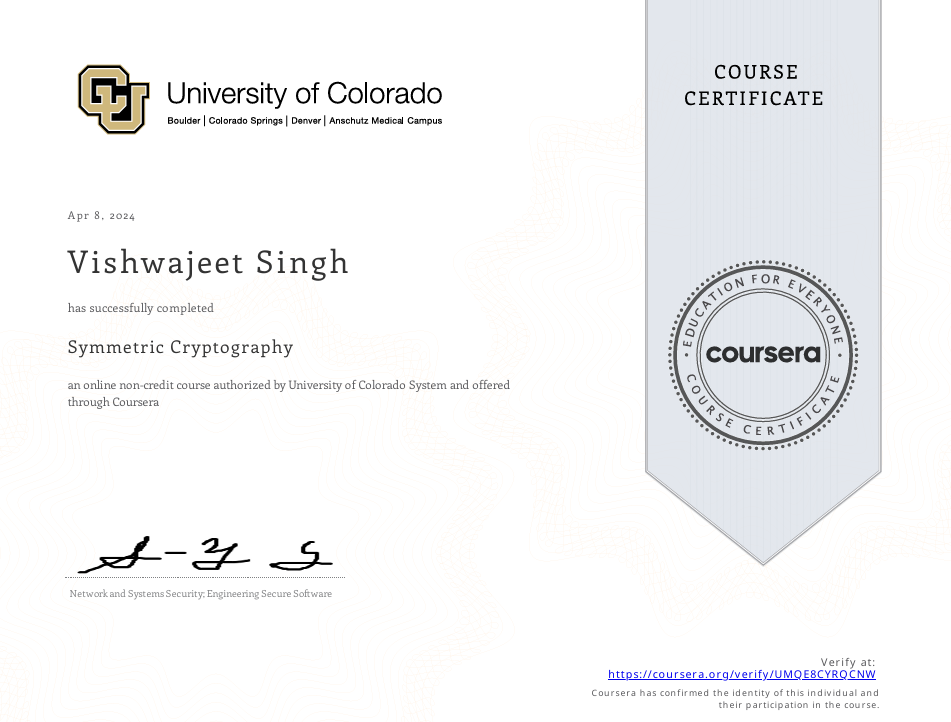 University of Colorado
Boulder | Colorado Springs | Denver | Anschutz Medical Campus
COURSE
CERTIFICATE
Apr 8, 2024
Vishwajeet Singh
has successfully completed
Symmetric Cryptography
an online non-credit course authorized by University of Colorado System and offered
through Coursera
EDUCATION FOR EVERYONE
coursera
COURSE CERTIFICATE
Network and Systems Security; Engineering Secure Software
Verify at:
https://coursera.org/verify/UMQE8CYRQCNW
Coursera has confirmed the identity of this individual and
their participation in the course.